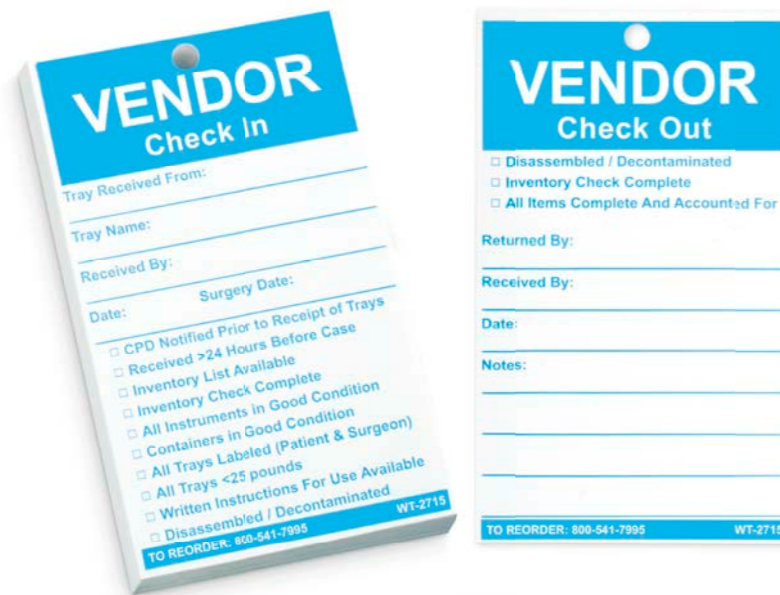 VENDOR
Check In
Tray Received From:
Tray Name:
Received By:
Date: Surgery Date:
□ CPD Notified Prior to Receipt of Trays
□ Received >24 Hours Before Case
□ Inventory List Available
□ Inventory Check Complete
□ All Instruments in Good Condition
□ Containers in Good Condition
□ All Trays Labeled (Patient & Surgeon)
□ All Trays <25 pounds
□ Written Instructions For Use Available
□ Disassembled / Decontaminated
TO REORDER: 800-541-7995 WT-2715
VENDOR
Check Out
□ Disassembled / Decontaminated
□ Inventory Check Complete
□ All Items Complete And Accounted For
Returned By:
Received By:
Date:
Notes:
TO REORDER: 800-541-7995 WT-2715